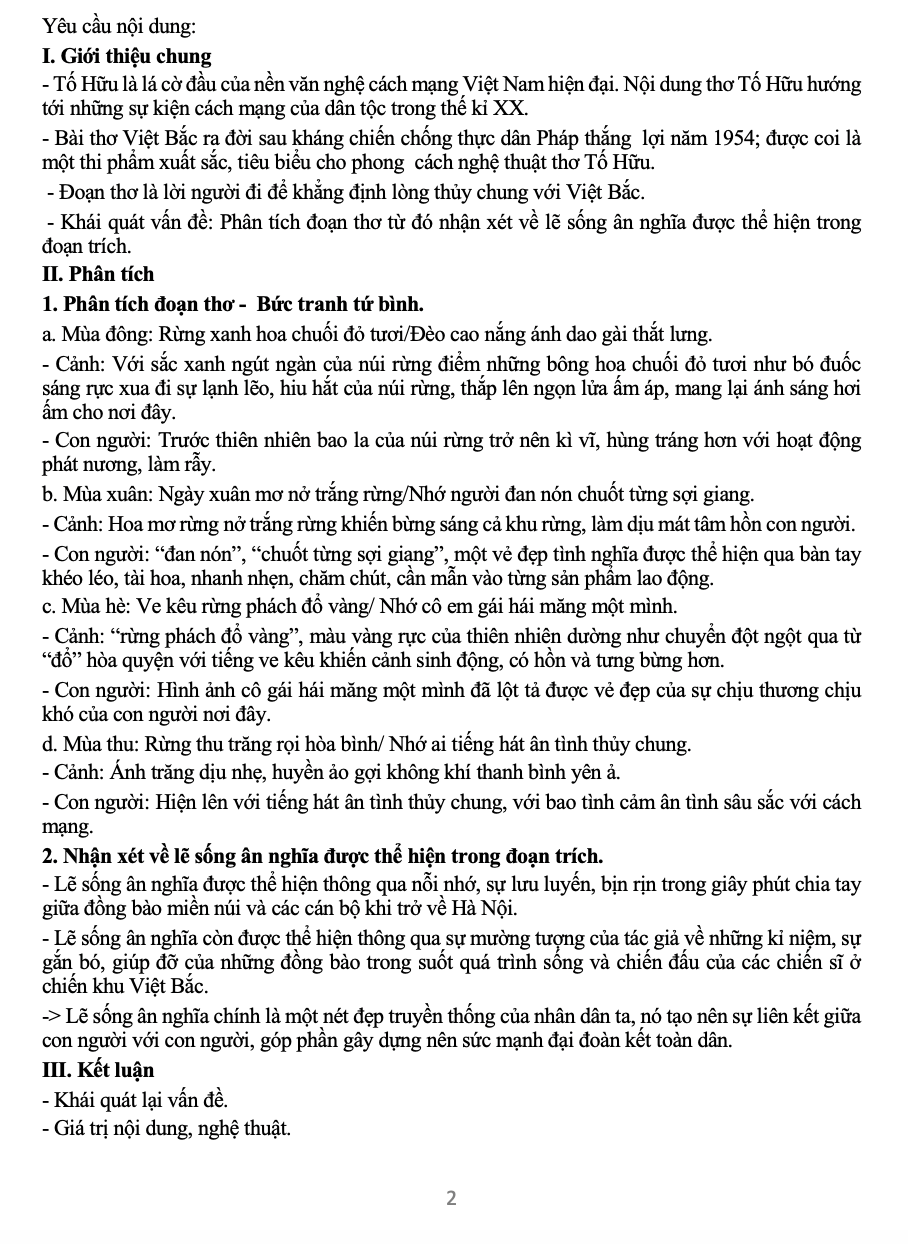 Yêu cầu nội dung:
I. Giới thiệu chung
- Tố Hữu là lá cờ đầu của nền văn nghệ cách mạng Việt Nam hiện đại. Nội dung thơ Tố Hữu hướng
tới những sự kiện cách mạng của dân tộc trong thế kỉ XX.
- Bài thơ Việt Bắc ra đời sau kháng chiến chống thực dân Pháp thắng lợi năm 1954; được coi là
một thi phẩm xuất sắc, tiêu biểu cho phong cách nghệ thuật thơ Tố Hữu.
- Đoạn thơ là lời người đi để khẳng định lòng thủy chung với Việt Bắc.
- Khái quát vấn đề: Phân tích đoạn thơ từ đó nhận xét về lẽ sống ân nghĩa được thể hiện trong
đoạn trích.
II. Phân tích
1. Phân tích đoạn thơ - Bức tranh tứ bình.
a. Mùa đông: Rừng xanh hoa chuối đỏ tươi/Đèo cao nắng ánh dao gài thắt lưng.
- Cảnh: Với sắc xanh ngút ngàn của núi rừng điểm những bông hoa chuối đỏ tươi như bó đuốc
sáng rực xua đi sự lạnh lẽo, hiu hắt của núi rừng, thắp lên ngọn lửa ấm áp, mang lại ánh sáng hơi
ấm cho nơi đây.
- Con người: Trước thiên nhiên bao la của núi rừng trở nên kì vĩ, hùng tráng hơn với hoạt động
phát nương, làm rẫy.
b. Mùa xuân: Ngày xuân mơ nở trắng rừng/Nhớ người đan nón chuốt từng sợi giang.
- Cảnh: Hoa mơ rừng nở trắng rừng khiến bừng sáng cả khu rừng, làm dịu mát tâm hồn con người.
- Con người: “đan nón”, “chuốt từng sợi giang”, một vẻ đẹp tình nghĩa được thể hiện qua bàn tay
khéo léo, tài hoa, nhanh nhẹn, chăm chút, cần mẫn vào từng sản phẩm lao động.
c. Mùa hè: Ve kêu rừng phách đổ vàng/ Nhớ cô em gái hái măng một mình.
- Cảnh: “rừng phách đổ vàng”, màu vàng rực của thiên nhiên dường như chuyển đột ngột qua từ
“đổ” hòa quyện với tiếng ve kêu khiến cảnh sinh động, có hồn và tưng bừng hơn.
- Con người: Hình ảnh cô gái hái măng một mình đã lột tả được vẻ đẹp của sự chịu thương chịu
khó của con người nơi đây.
d. Mùa thu: Rừng thu trăng rọi hòa bình/ Nhớ ai tiếng hát ân tình thủy chung.
- Cảnh: Ánh trăng dịu nhẹ, huyền ảo gợi không khí thanh bình yên ả.
- Con người: Hiện lên với tiếng hát ân tình thủy chung, với bao tình cảm ân tình sâu sắc với cách
mạng.
2. Nhận xét về lẽ sống ân nghĩa được thể hiện trong đoạn trích.
- Lẽ sống ân nghĩa được thể hiện thông qua nỗi nhớ, sự lưu luyến, bịn rịn trong giây phút chia tay
giữa đồng bào miền núi và các cán bộ khi trở về Hà Nội.
- Lẽ sống ân nghĩa còn được thể hiện thông qua sự mường tượng của tác giả về những kỉ niệm, sự
gắn bó, giúp đỡ của những đồng bào trong suốt quá trình sống và chiến đấu của các chiến sĩ ở
chiến khu Việt Bắc.
-> Lẽ sống ân nghĩa chính là một nét đẹp truyền thống của nhân dân ta, nó tạo nên sự liên kết giữa
con người với con người, góp phần gây dựng nên sức mạnh đại đoàn kết toàn dân.
III. Kết luận
- Khái quát lại vấn đề.
- Giá trị nội dung, nghệ thuật.
2